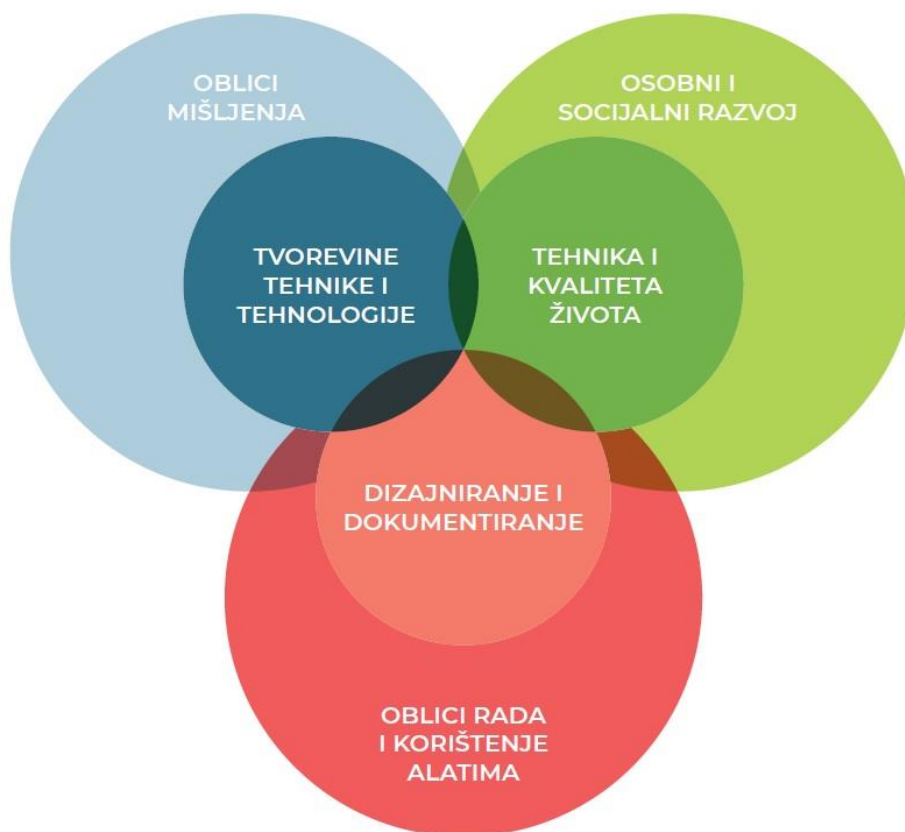 OBLICI
MIŠLJENJA
OSOBNI I
SOCIJALNI RAZVOJ
TVOREVINE
TEHNIKE I
TEHNOLOGIJE
TEHNIKA I
KVALITETA
ŽIVOTA
DIZAJNIRANJE I
DOKUMENTIRANJE
OBLICI RADA
I KORIŠTENJE
ALATIMA